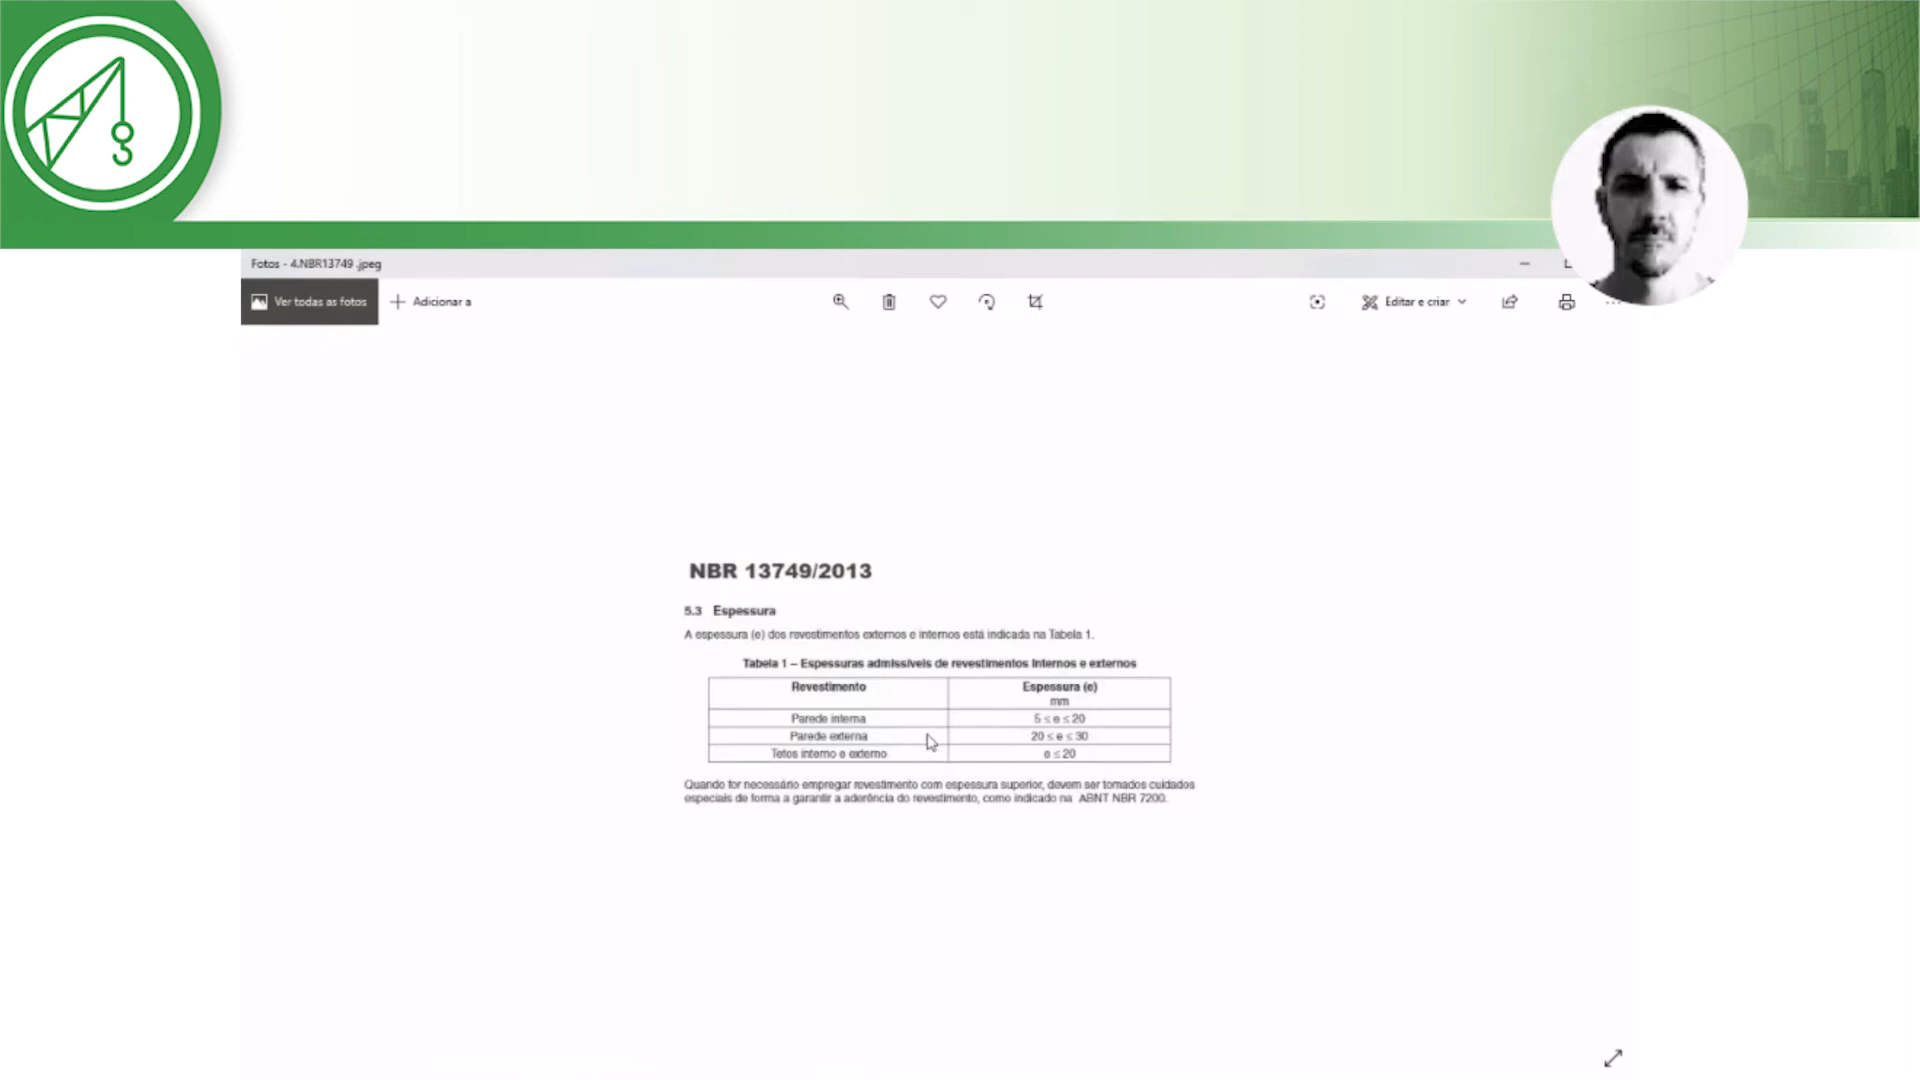 Fotos - 4.NBR13749 .jpeg
Ver todas as fotos
Adicionar a
Editar e criar
NBR 13749/2013
5.3 Espessura
A espessura (e) dos revestimentos externos e internos está indicada na Tabela 1.
Tabela 1 – Espessuras admissíveis de revestimentos internos e externos
Revestimento Espessura (e)
mm
Parede interna 5 ≤ e ≤ 20
Parede externa 20 ≤ e ≤ 30
Tetos interno e externo e ≤ 20
Quando for necessário empregar revestimento com espessura superior, devem ser tomados cuidados
especiais de forma a garantir a aderência do revestimento, como indicado na ABNT NBR 7200.